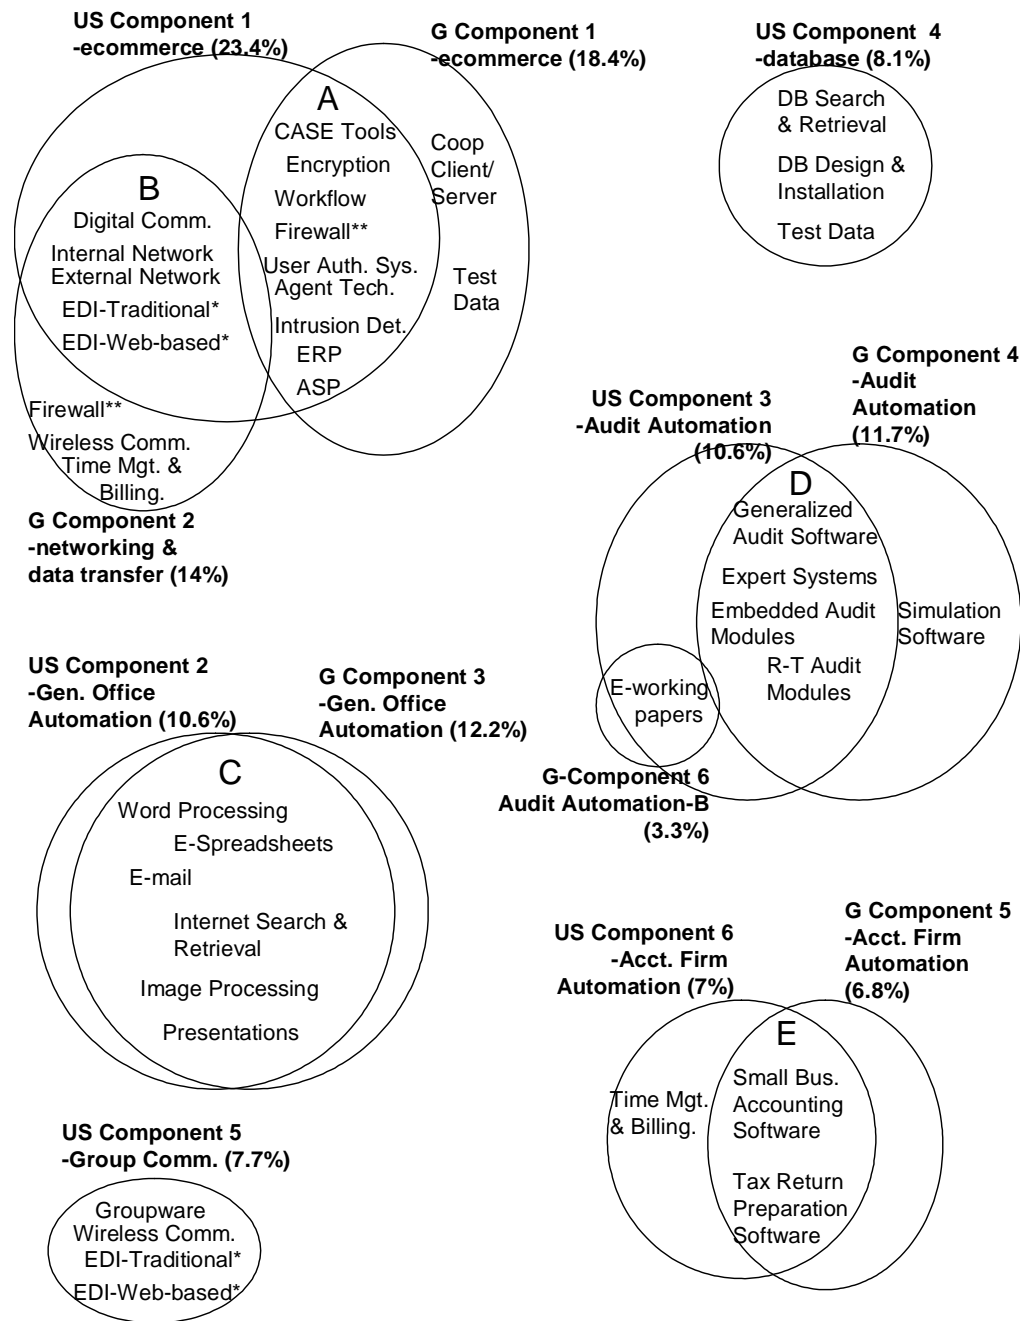 US Component 1
-ecommerce (23.4%)
G Component 1
-ecommerce (18.4%)
US Component 4
-database (8.1%)
A
CASE Tools
Encryption
Workflow
Firewall**
User Auth. Sys.
Agent Tech.
Intrusion Det.
ERP
ASP
Coop
Client/
Server
Test
Data
B
Digital Comm.
Internal Network
External Network
EDI-Traditional*
EDI-Web-based*
Firewall**
Wireless Comm.
Time Mgt. &
Billing.
G Component 2
-networking &
data transfer (14%)
DB Search
& Retrieval
DB Design &
Installation
Test Data
US Component 3
-Audit Automation
(10.6%)
G Component 4
-Audit
Automation
(11.7%)
D
Generalized
Audit Software
Expert Systems
Embedded Audit
Modules
R-T Audit
Modules
Simulation
Software
E-working
papers
G-Component 6
Audit Automation-B
(3.3%)
US Component 2
-Gen. Office
Automation (10.6%)
G Component 3
-Gen. Office
Automation (12.2%)
C
Word Processing
E-Spreadsheets
E-mail
Internet Search &
Retrieval
Image Processing
Presentations
US Component 6
-Acct. Firm
Automation (7%)
G Component 5
-Acct. Firm
Automation
(6.8%)
E
Time Mgt.
& Billing.
Small Bus.
Accounting
Software
Tax Return
Preparation
Software
US Component 5
-Group Comm. (7.7%)
Groupware
Wireless Comm.
EDI-Traditional*
EDI-Web-based*